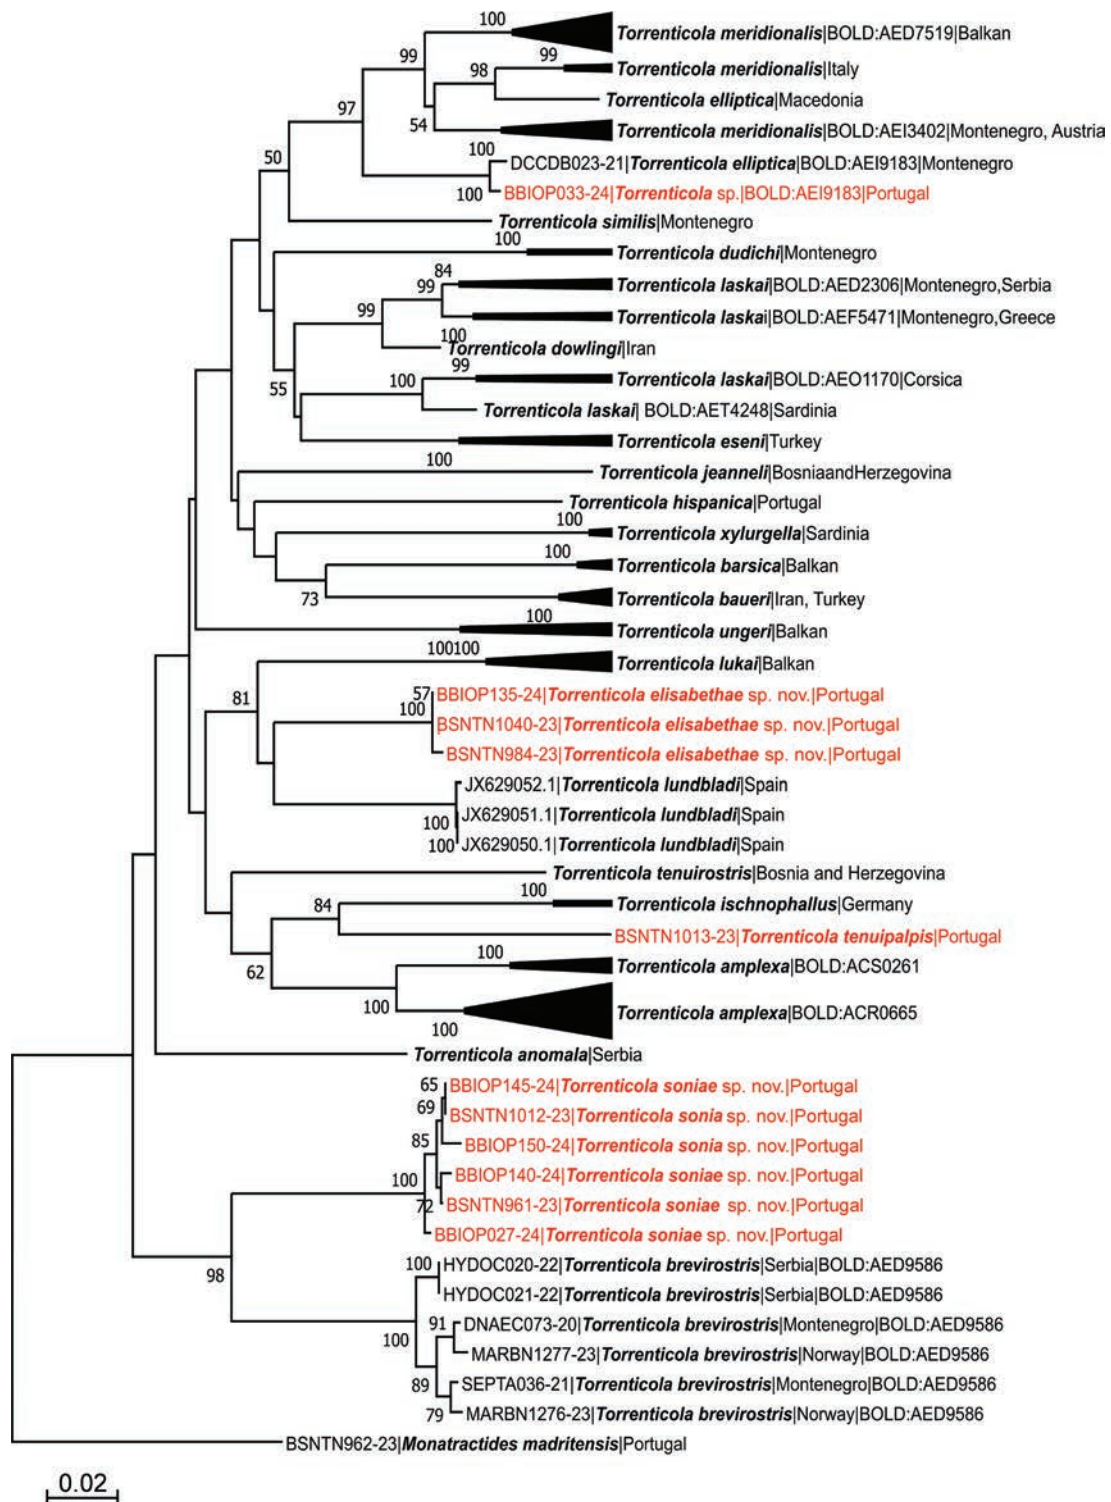 100
Torrenticola meridionalis|BOLD:AED7519|Balkan
99
99
Torrenticola meridionalis|Italy
98
Torrenticola elliptica|Macedonia
97
54
Torrenticola meridionalis|BOLD:AEI3402|Montenegro, Austria
50
100
DCCDB023-21|Torrenticola elliptica|BOLD:AEI9183|Montenegro
100
BBIOP033-24|Torrenticola sp.|BOLD:AEI9183|Portugal
Torrenticola similis|Montenegro
100
Torrenticola dudichi|Montenegro
84
Torrenticola laskai|BOLD:AED2306|Montenegro,Serbia
99
99
Torrenticola laskai|BOLD:AEF5471|Montenegro,Greece
100
Torrenticola dowlingi|Iran
99
Torrenticola laskai|BOLD:AEO1170|Corsica
55
100
Torrenticola laskai| BOLD:AET4248|Sardinia
Torrenticola eseni|Turkey
100
Torrenticola jeanneli|BosniaandHerzegovina
Torrenticola hispanica|Portugal
100
Torrenticola xylurgella|Sardinia
100
Torrenticola barsica|Balkan
73
Torrenticola baueri|Iran, Turkey
100
Torrenticola ungeri|Balkan
100100
Torrenticola lukai|Balkan
81
57
BBIOP135-24|Torrenticola elisabethae sp. nov.|Portugal
100
BSNTN1040-23|Torrenticola elisabethae sp. nov.|Portugal
BSNTN984-23|Torrenticola elisabethae sp. nov.|Portugal
JX629052.1|Torrenticola lundbladi|Spain
JX629051.1|Torrenticola lundbladi|Spain
100
100
JX629050.1|Torrenticola lundbladi|Spain
Torrenticola tenuirostris|Bosnia and Herzegovina
100
Torrenticola ischnophallus|Germany
84
BSNTN1013-23|Torrenticola tenuipalpis|Portugal
62
100
Torrenticola amplexa|BOLD:ACS0261
100
Torrenticola amplexa|BOLD:ACR0665
100
Torrenticola anomala|Serbia
65
BBIOP145-24|Torrenticola soniae sp. nov.|Portugal
69
BSNTN1012-23|Torrenticola sonia sp. nov.|Portugal
85
BBIOP150-24|Torrenticola sonia sp. nov.|Portugal
100
BBIOP140-24|Torrenticola soniae sp. nov.|Portugal
72
BSNTN961-23|Torrenticola soniae sp. nov.|Portugal
BBIOP027-24|Torrenticola soniae sp. nov.|Portugal
98
100
HYDOC020-22|Torrenticola brevirostris|Serbia|BOLD:AED9586
HYDOC021-22|Torrenticola brevirostris|Serbia|BOLD:AED9586
100
91
DNAEC073-20|Torrenticola brevirostris|Montenegro|BOLD:AED9586
MARBN1277-23|Torrenticola brevirostris|Norway|BOLD:AED9586
89
SEPTA036-21|Torrenticola brevirostris|Montenegro|BOLD:AED9586
79
MARBN1276-23|Torrenticola brevirostris|Norway|BOLD:AED9586
BSNTN962-23|Monatractides madritensis|Portugal
0.02